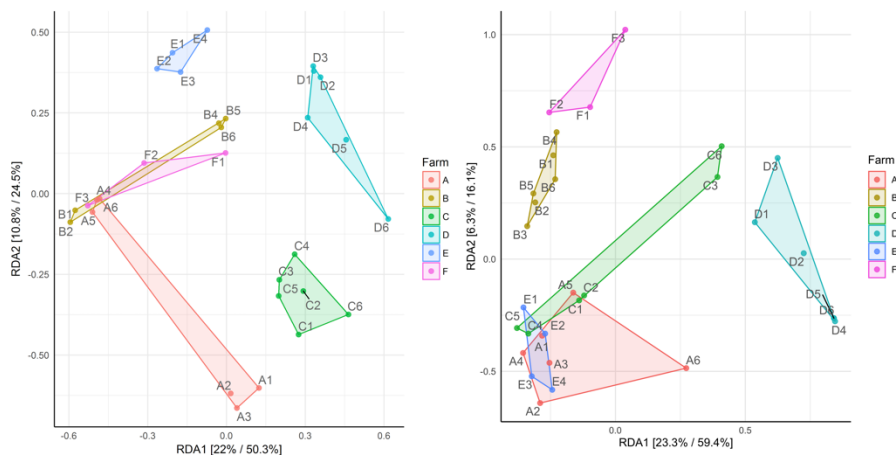 0.50
0.25
0.00
-0.25
-0.50
RDA2 [10.8% / 24.5%]
E1
E4
E2
E3
D3
D1
D2
D4
D5
D6
B5
B4
B6
F2
F1
F3
A4
B1
A6
A5
B2
C4
C3
C5
C2
C1
C6
A2
A1
A3
-0.6
-0.3
0.0
0.3
0.6
RDA1 [22% / 50.3%]
Farm
A
B
C
D
E
F
1.0
0.5
0.0
-0.5
RDA2 [6.3% / 16.1%]
F3
F2
F1
B4
B1
B5
B6
B2
B3
C6
C3
D3
D1
D2
D5
D6
D4
A5
C2
C1
E1
C5
C4
E2
A1
A4
A3
A6
E3
E4
A2
0.0
0.5
RDA1 [23.3% / 59.4%]
Farm
A
B
D